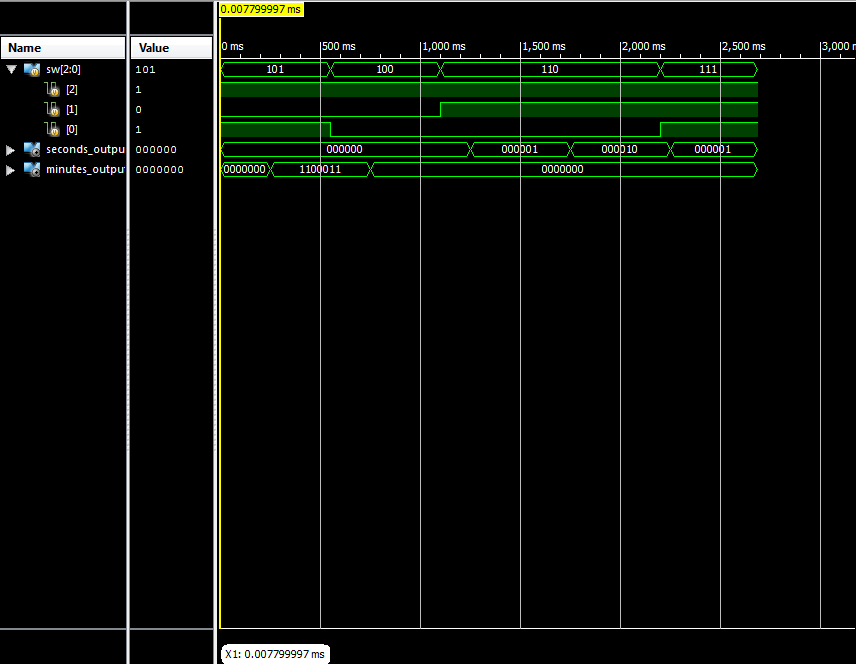 0.007799997 ms
0 ms 500 ms 1,000 ms 1,500 ms 2,000 ms 2,500 ms 3,000 m
Name Value
sw[2:0] 101 101 100 110 111
[2] 1
[1] 0
[0] 1
seconds_outpu 000000 000000 000001 000010 000001
minutes_outpu 0000000 0000000 1100011 0000000
X1: 0.007799997 ms